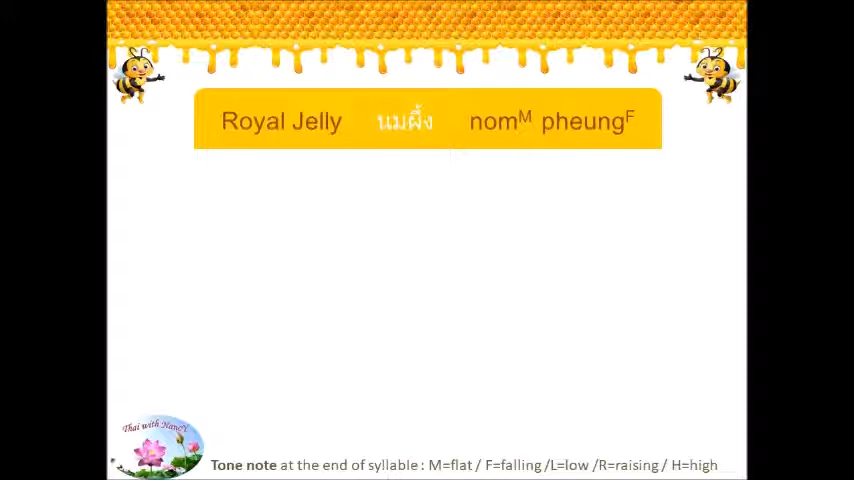 Royal Jelly นมผึ้ง nomᴹ pheungF
Thai with NancY
Tone note at the end of syllable : M=flat / F=falling /L=low /R=raising / H=high